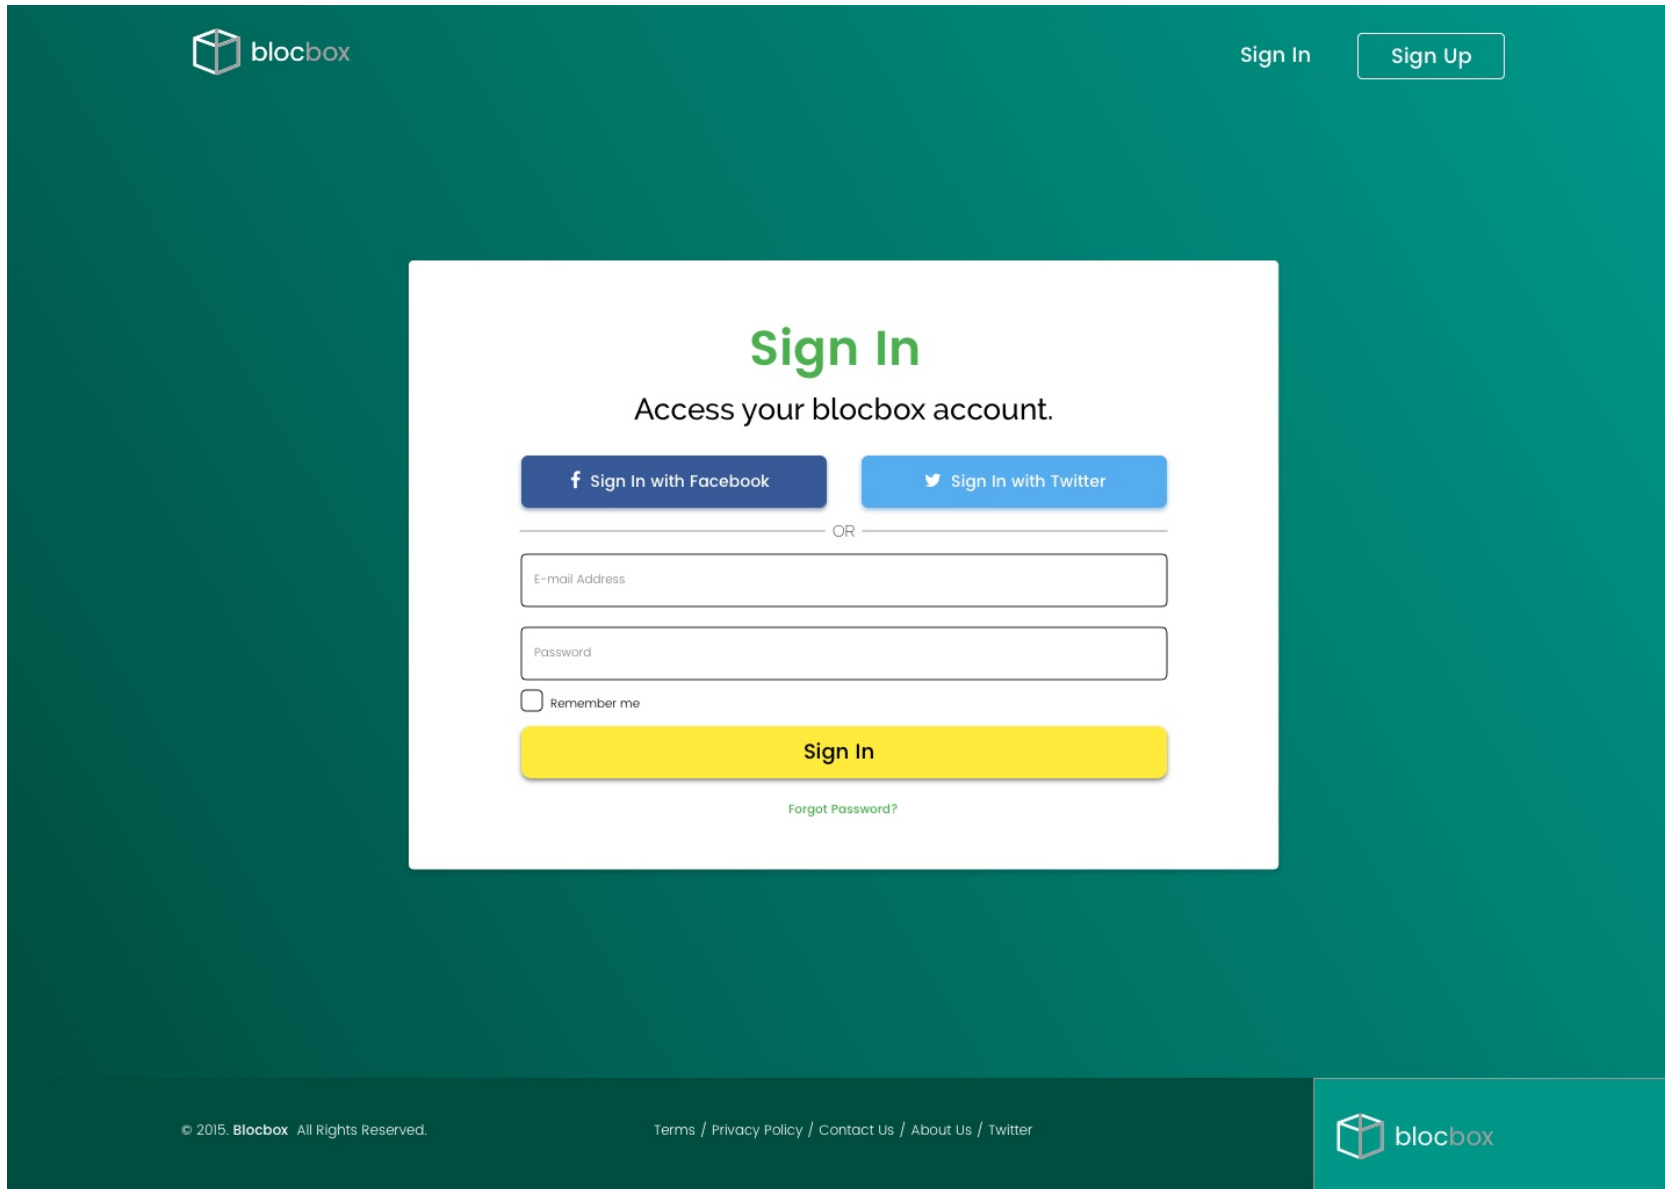 blocbox
Sign In
Sign Up
Sign In
Access your blocbox account.
Sign In with Facebook
Sign In with Twitter
OR
E-mail Address
Password
Remember me
Sign In
Forgot Password?
© 2015. Blocbox All Rights Reserved.
Terms / Privacy Policy / Contact Us / About Us / Twitter
blocbox